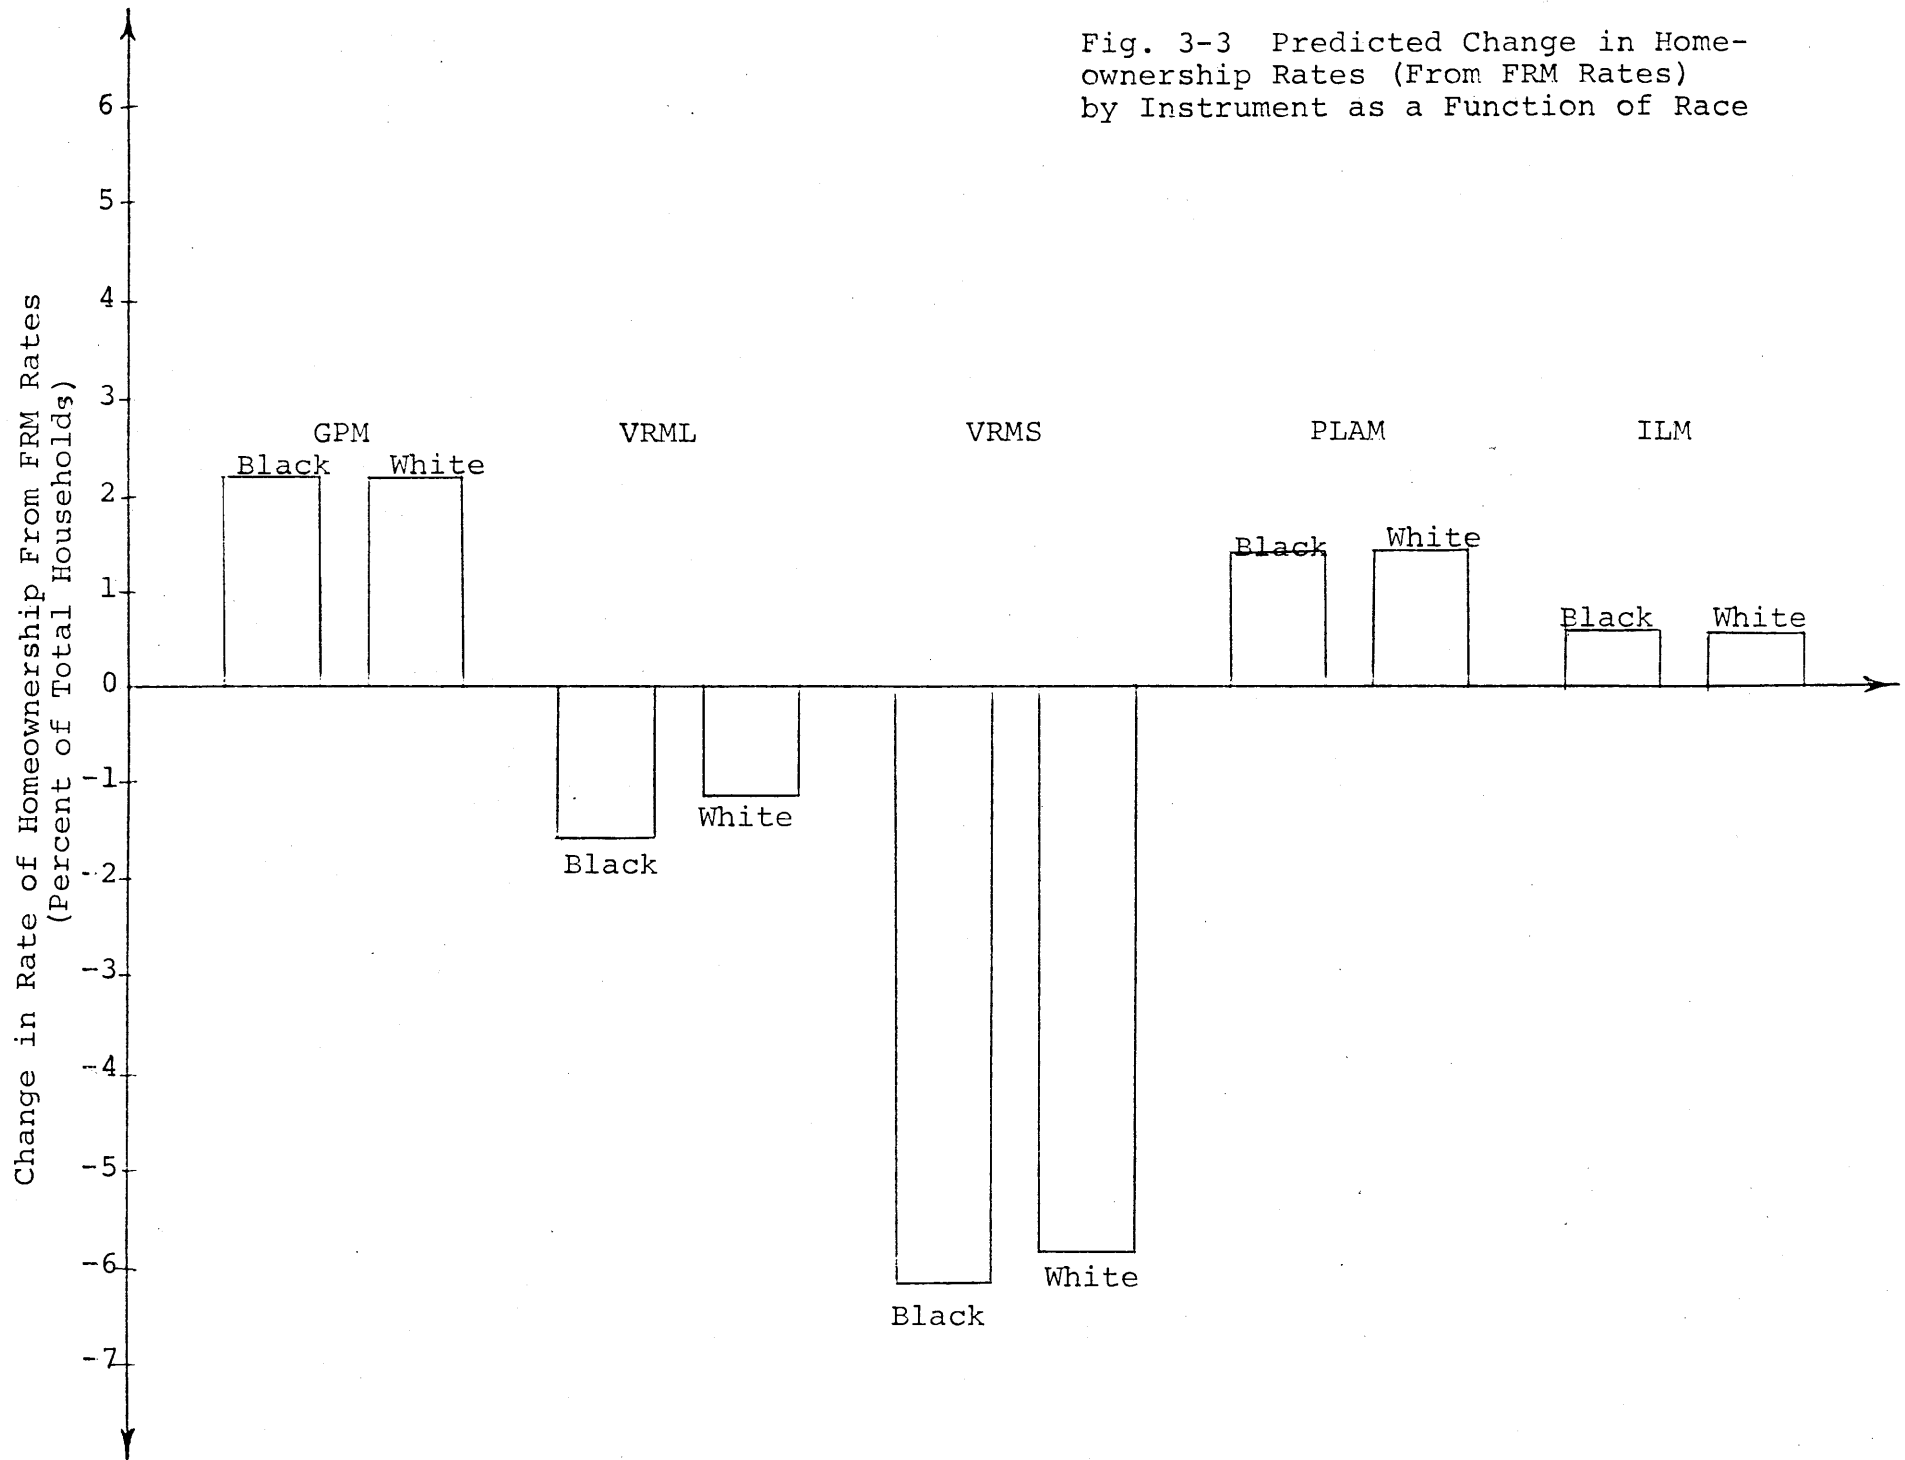 Fig. 3-3 Predicted Change in Home-
ownership Rates (From FRM Rates)
by Instrument as a Function of Race
Change in Rate of Homeownership From FRM Rates
(Percent of Total Households)
6
5
4
3
2
1
0
-1
-2
-3
-4
-5
-6
-7
GPM
VRML
VRMS
PLAM
ILM
Black
White
Black
White
Black
White
Black
White
Black
White